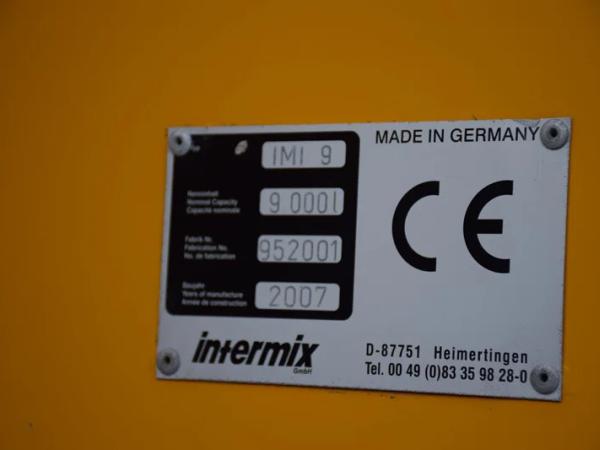 MADE IN GERMANY
IMI 9
Nenninhalt
Nominal Capacity
Capacité nominale
9 000l
Fabrik Nr.
Fabrication No.
No. de fabrication
952001
Baujahr
Years of manufacture
Année de construction
2007
CE
intermix
GmbH
D-87751 Heimertingen
Tel. 00 49 (0)83 35 98 28-0